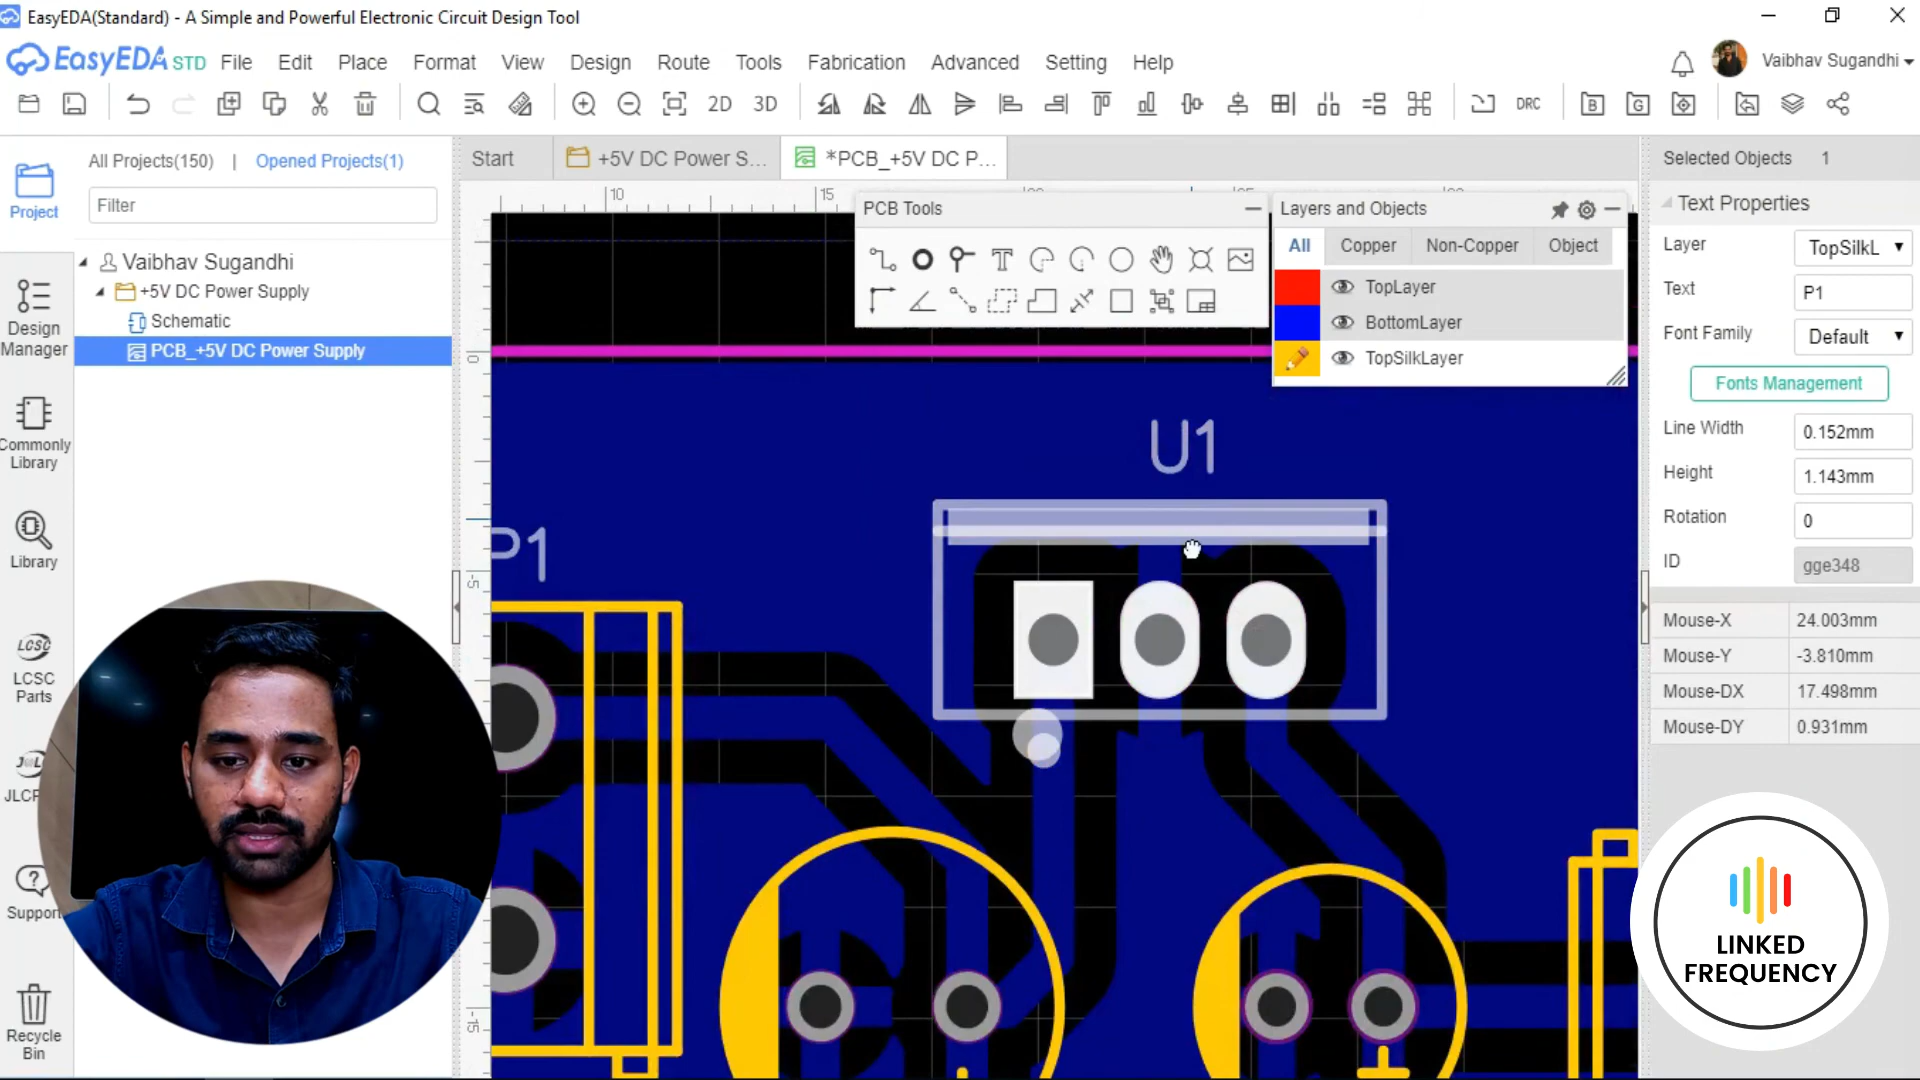 EasyEDA(Standard) - A Simple and Powerful Electronic Circuit Design Tool
EasyEDA STD File Edit Place Format View Design Route Tools Fabrication Advanced Setting Help Vaibhav Sugandhi
2D 3D DRC B G
All Projects(150) | Opened Projects(1)
Start +5V DC Power S... *PCB_+5V DC P...
Selected Objects 1
Filter
Project
10 15
PCB Tools
Layers and Objects
All Copper Non-Copper Object
TopLayer
BottomLayer
TopSilkLayer
Vaibhav Sugandhi
+5V DC Power Supply
Schematic
PCB_+5V DC Power Supply
Design
Manager
Commonly
Library
Library
LCSC
LCSC
Parts
Support
Recycle
Bin
0
-5
-15
U1
P1
Text Properties
Layer TopSilkL
Text P1
Font Family Default
Fonts Management
Line Width 0.152mm
Height 1.143mm
Rotation 0
ID gge348
Mouse-X 24.003mm
Mouse-Y -3.810mm
Mouse-DX 17.498mm
Mouse-DY 0.931mm
LINKED
FREQUENCY